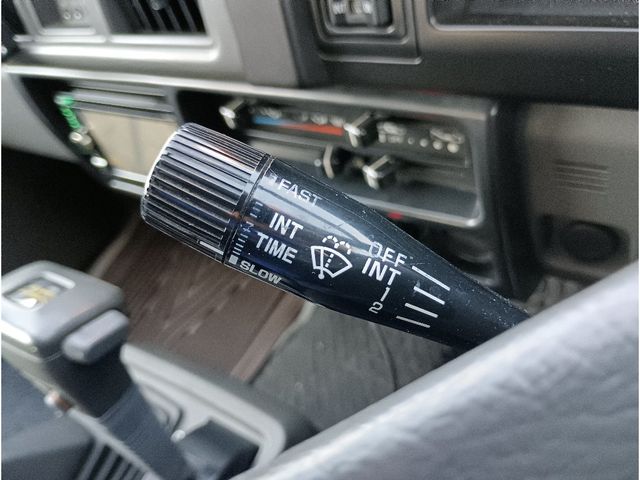 FAST
INT
TIME
SLOW
OFF
INT
1
2